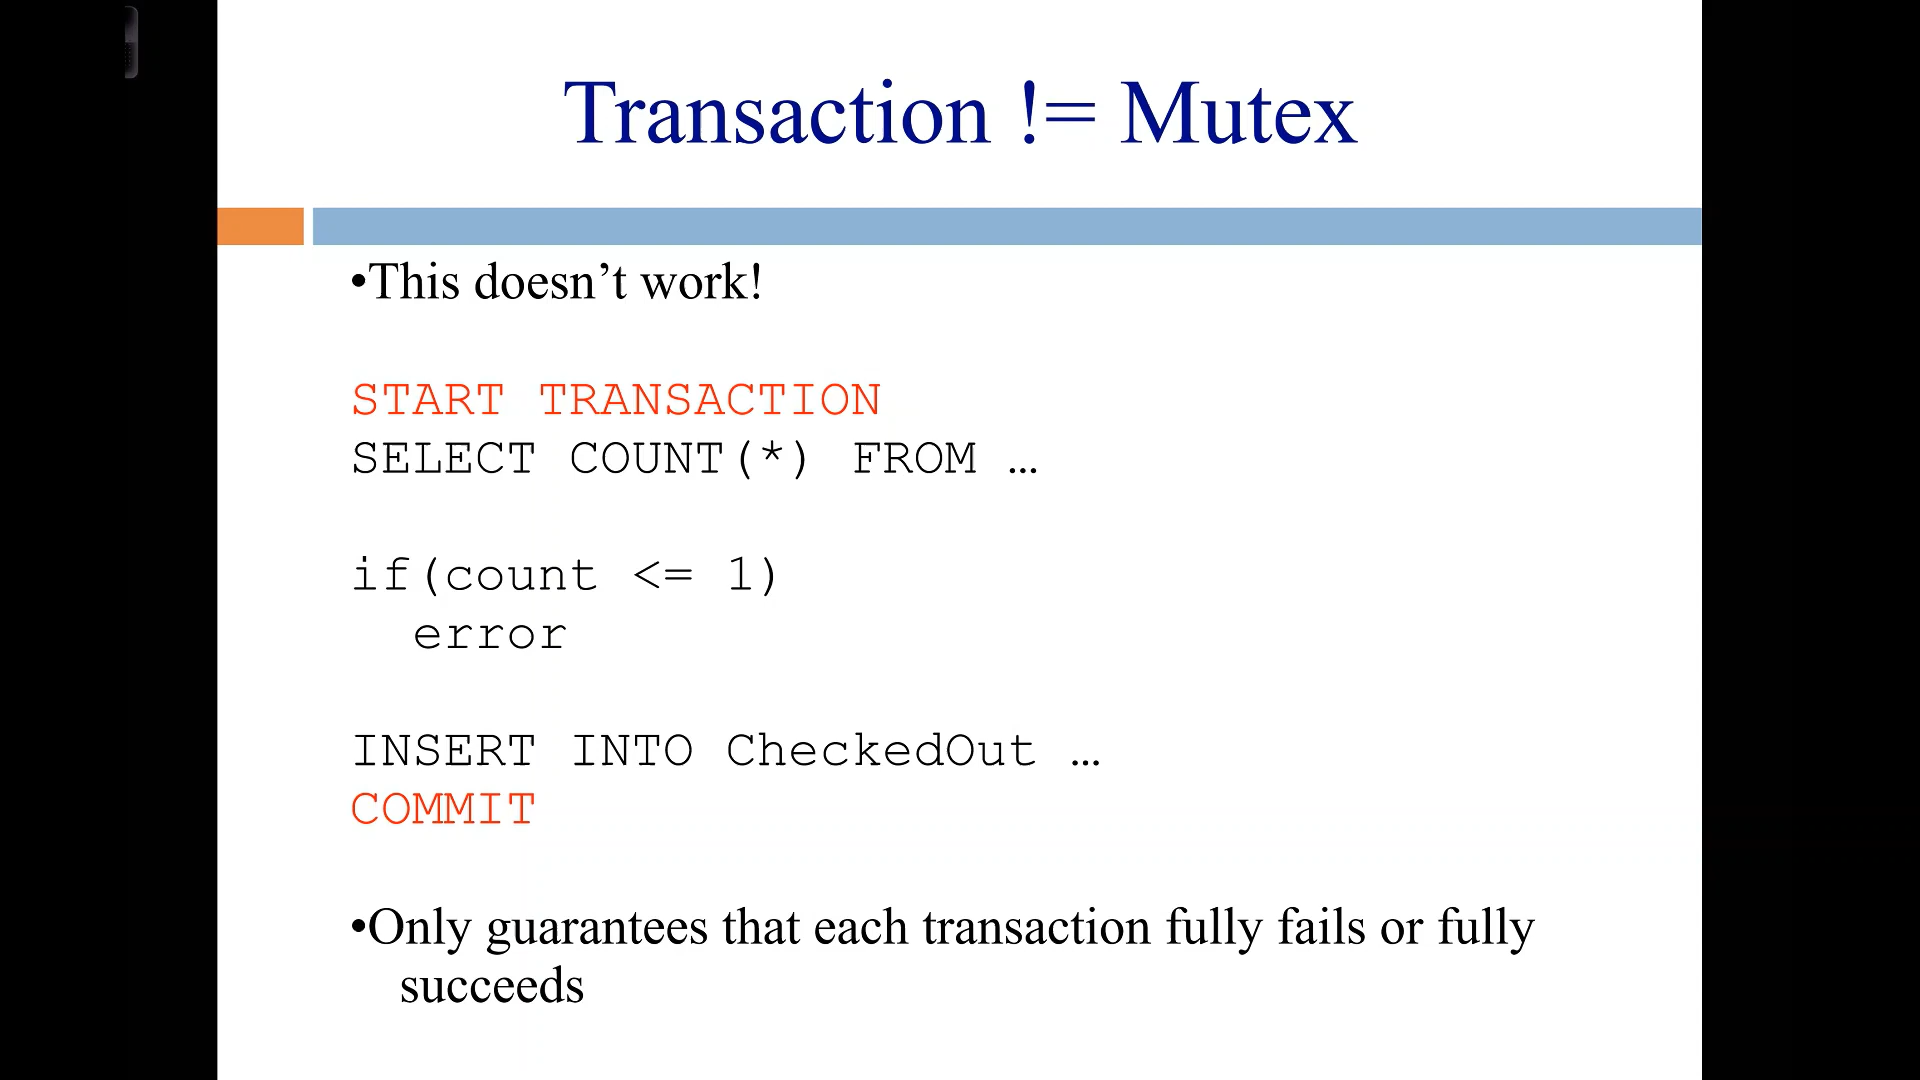 Transaction != Mutex
•This doesn’t work!
START TRANSACTION
SELECT COUNT(*) FROM …
if(count <= 1)
error
INSERT INTO CheckedOut …
COMMIT
•Only guarantees that each transaction fully fails or fully
succeeds